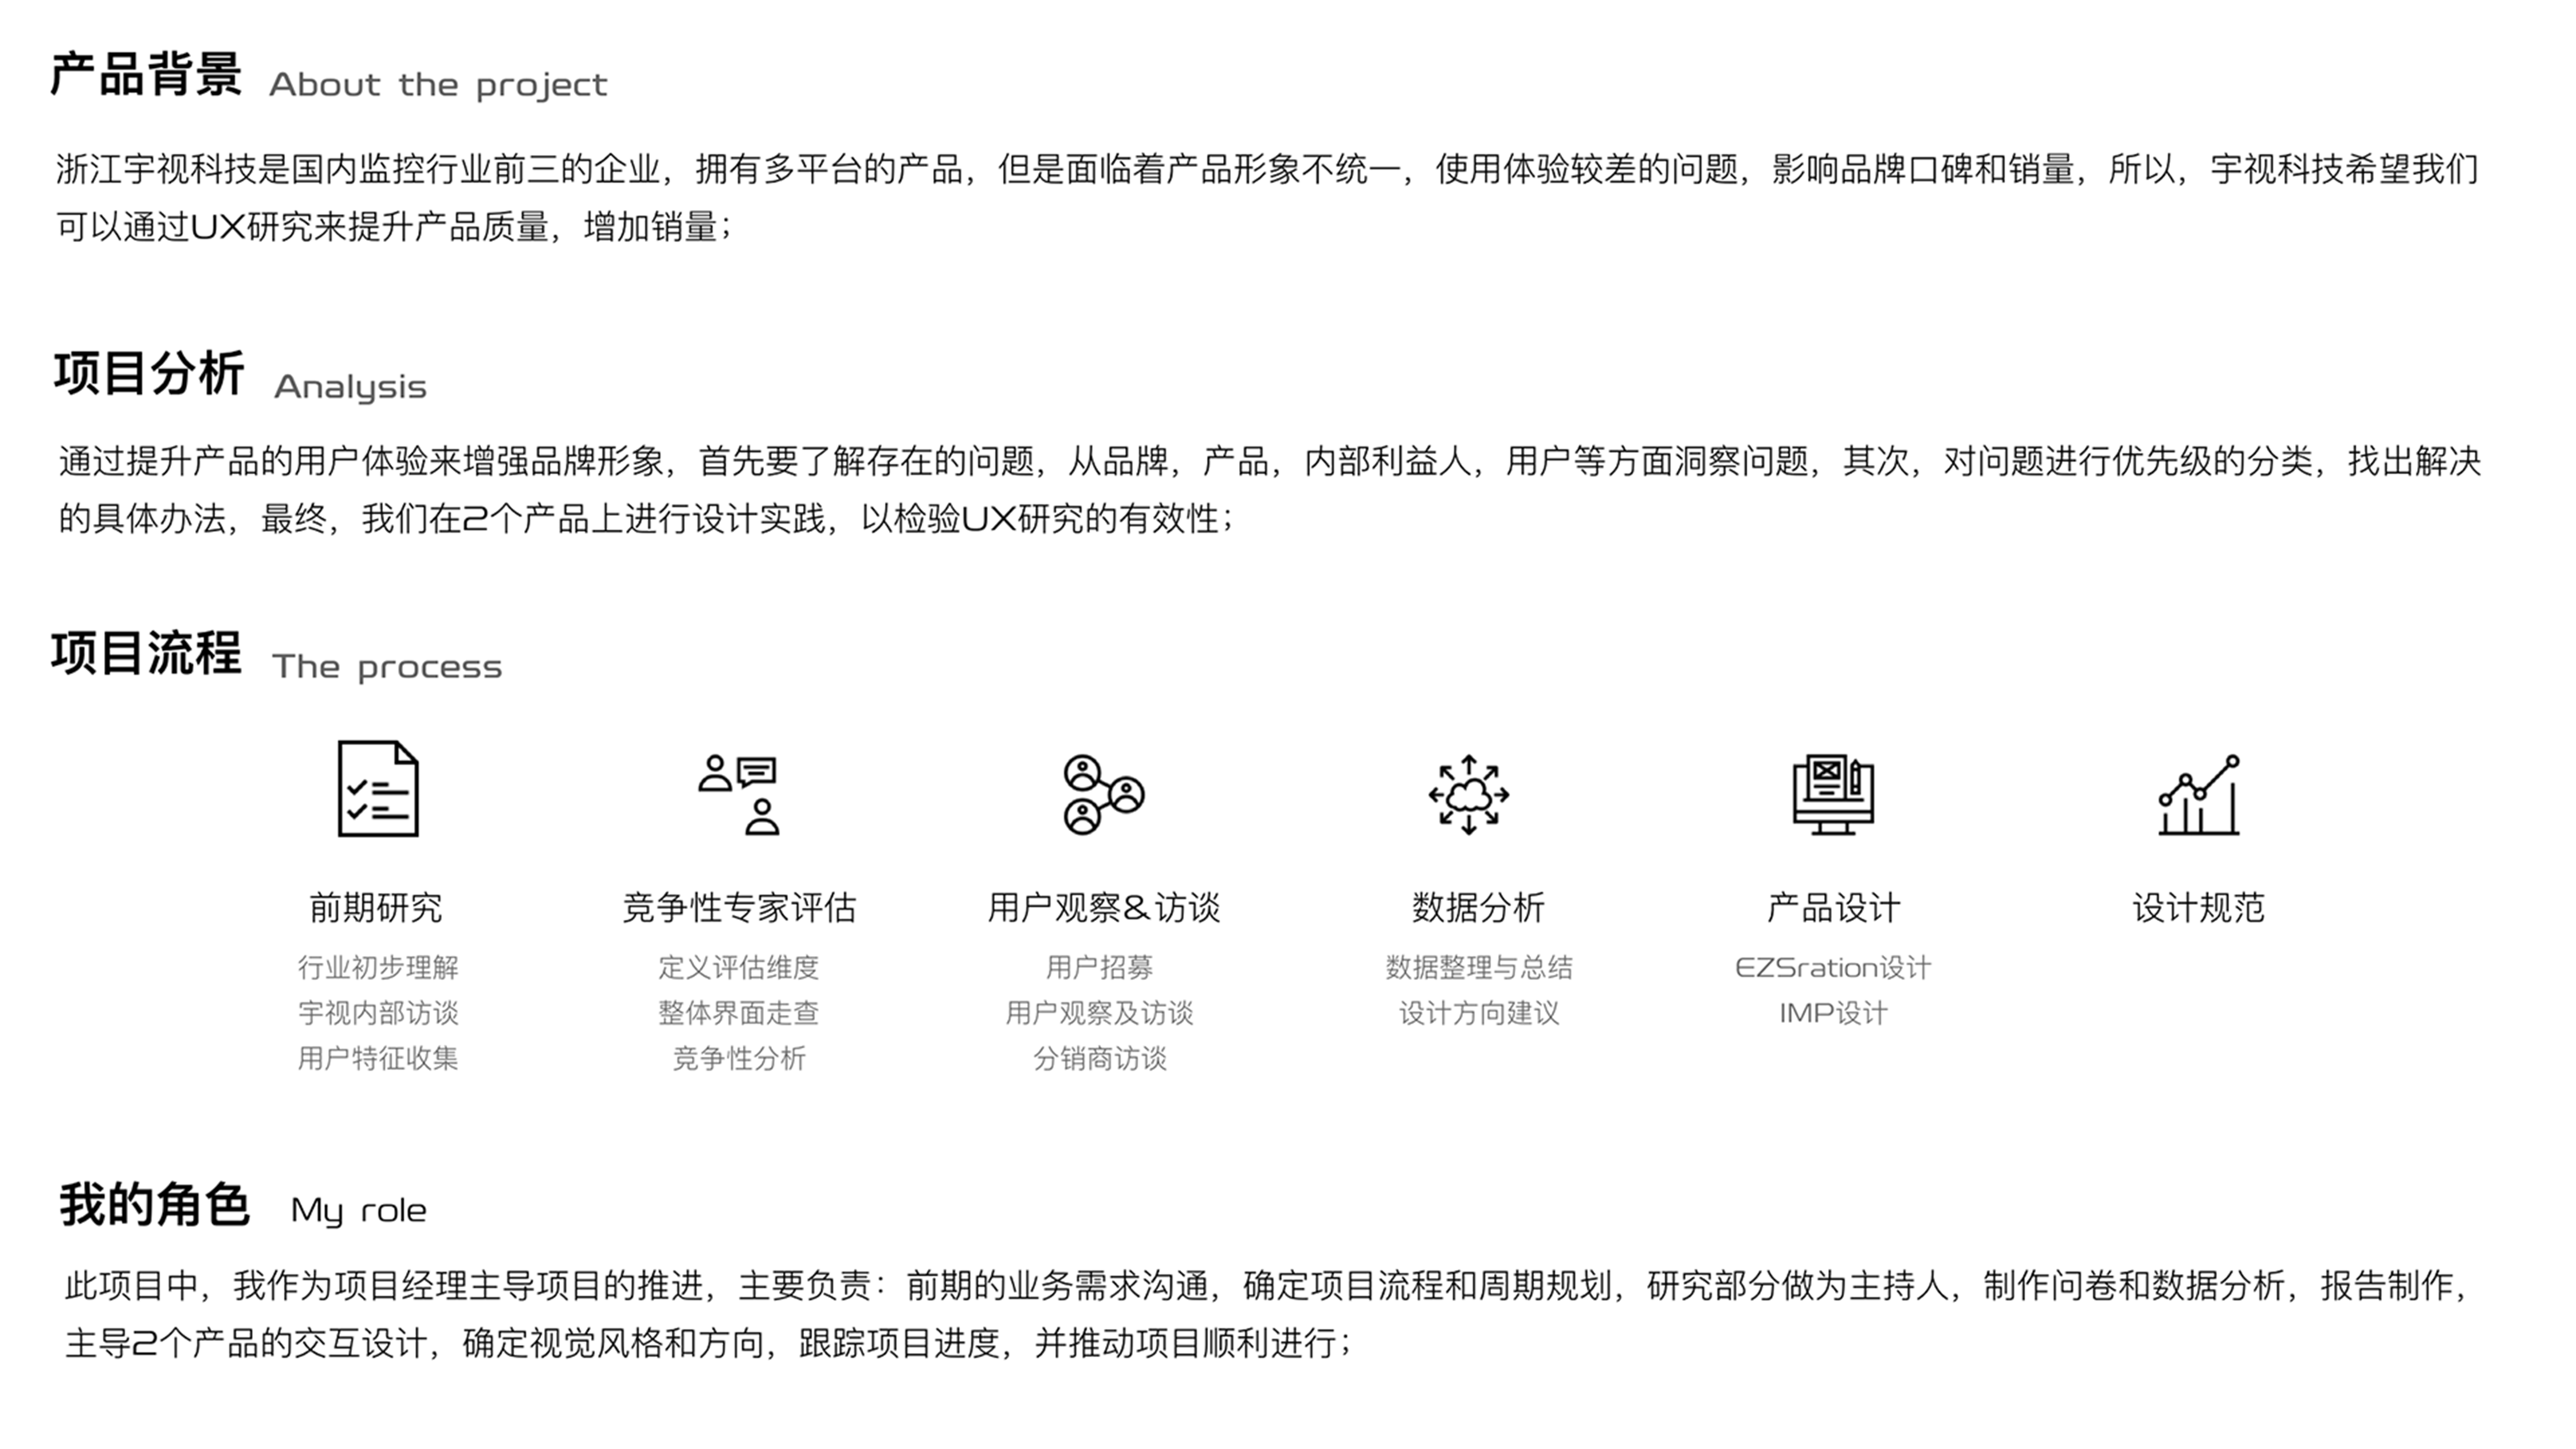 产品背景 About the project
浙江宇视科技是国内监控行业前三的企业，拥有多平台的产品，但是面临着产品形象不统一，使用体验较差的问题，影响品牌口碑和销量，所以，宇视科技希望我们
可以通过UX研究来提升产品质量，增加销量；
项目分析 Analysis
通过提升产品的用户体验来增强品牌形象，首先要了解存在的问题，从品牌，产品，内部利益人，用户等方面洞察问题，其次，对问题进行优先级的分类，找出解决
的具体办法，最终，我们在2个产品上进行设计实践，以检验UX研究的有效性；
项目流程 The process
前期研究
行业初步理解
宇视内部访谈
用户特征收集
竞争性专家评估
定义评估维度
整体界面走查
竞争性分析
用户观察&访谈
用户招募
用户观察及访谈
分销商访谈
数据分析
数据整理与总结
设计方向建议
产品设计
EZSration设计
IMP设计
设计规范
我的角色 My role
此项目中，我作为项目经理主导项目的推进，主要负责：前期的业务需求沟通，确定项目流程和周期规划，研究部分做为主持人，制作问卷和数据分析，报告制作，
主导2个产品的交互设计，确定视觉风格和方向，跟踪项目进度，并推动项目顺利进行；